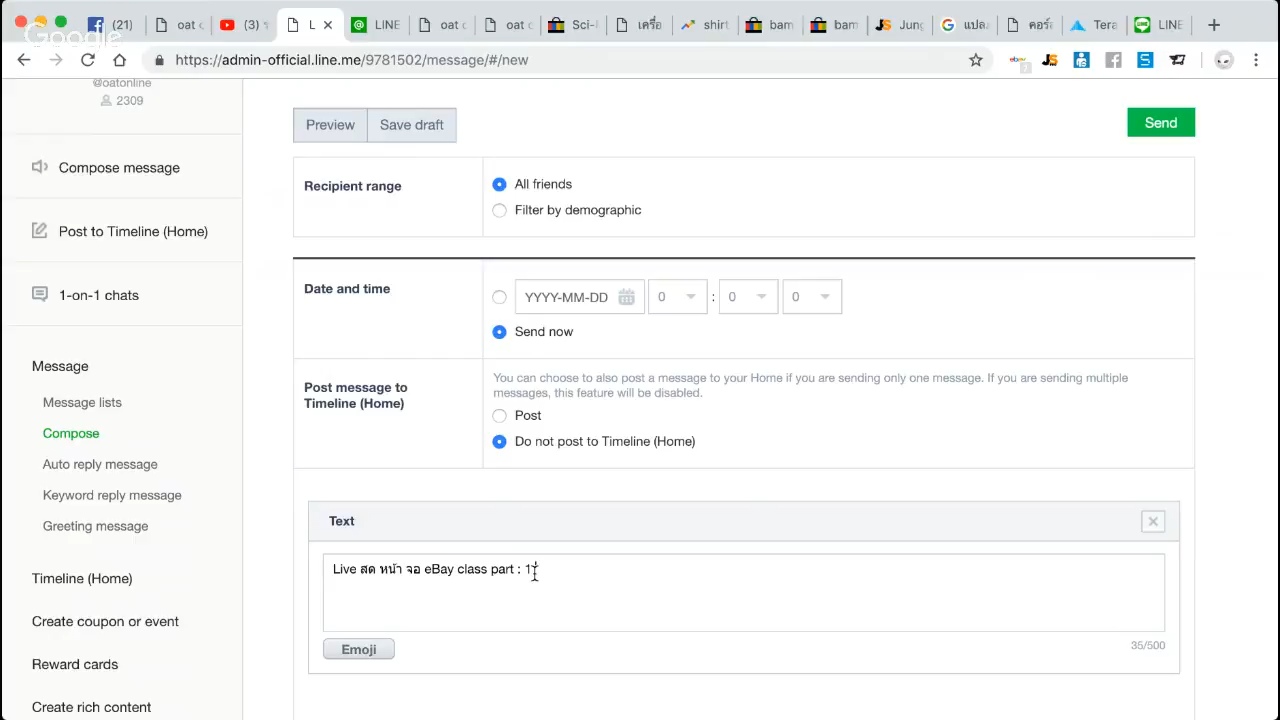 (21)
oat c
(3) ร
L
LINE
oat
oat c
Sci-
เครื่อ
shirt
bam
bam
Jung
แปล
คอร์ส
Tera
LINE
Google
https://admin-official.line.me/9781502/message/#/new
@oatonline
2309
Compose message
Post to Timeline (Home)
1-on-1 chats
Message
Message lists
Compose
Auto reply message
Keyword reply message
Greeting message
Timeline (Home)
Create coupon or event
Reward cards
Create rich content
Preview
Save draft
Send
Recipient range
All friends
Filter by demographic
Date and time
YYYY-MM-DD 0 : 0 0
Send now
Post message to
Timeline (Home)
You can choose to also post a message to your Home if you are sending only one message. If you are sending multiple
messages, this feature will be disabled.
Post
Do not post to Timeline (Home)
Text
Live สด หน้า จอ eBay class part : 1
Emoji
35/500